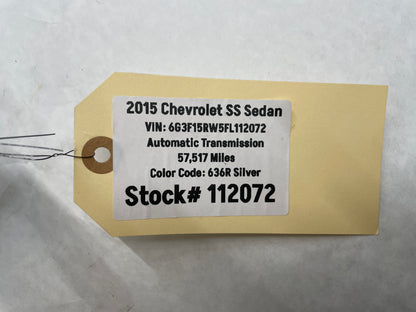 2015 Chevrolet SS Sedan
VIN: 6G3F15RW5FL112072
Automatic Transmission
57,517 Miles
Color Code: 636R Silver
Stock# 112072